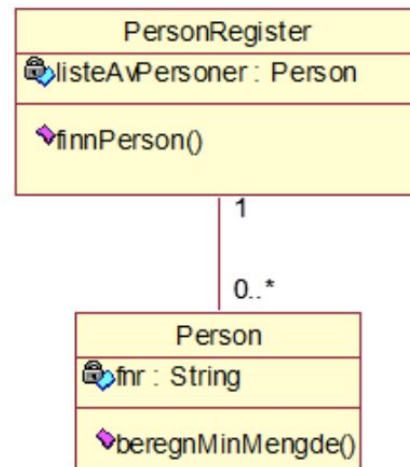 PersonRegister
listeAvPersoner : Person
finnPerson()
1
0..*
Person
fnr : String
beregnMinMengde()